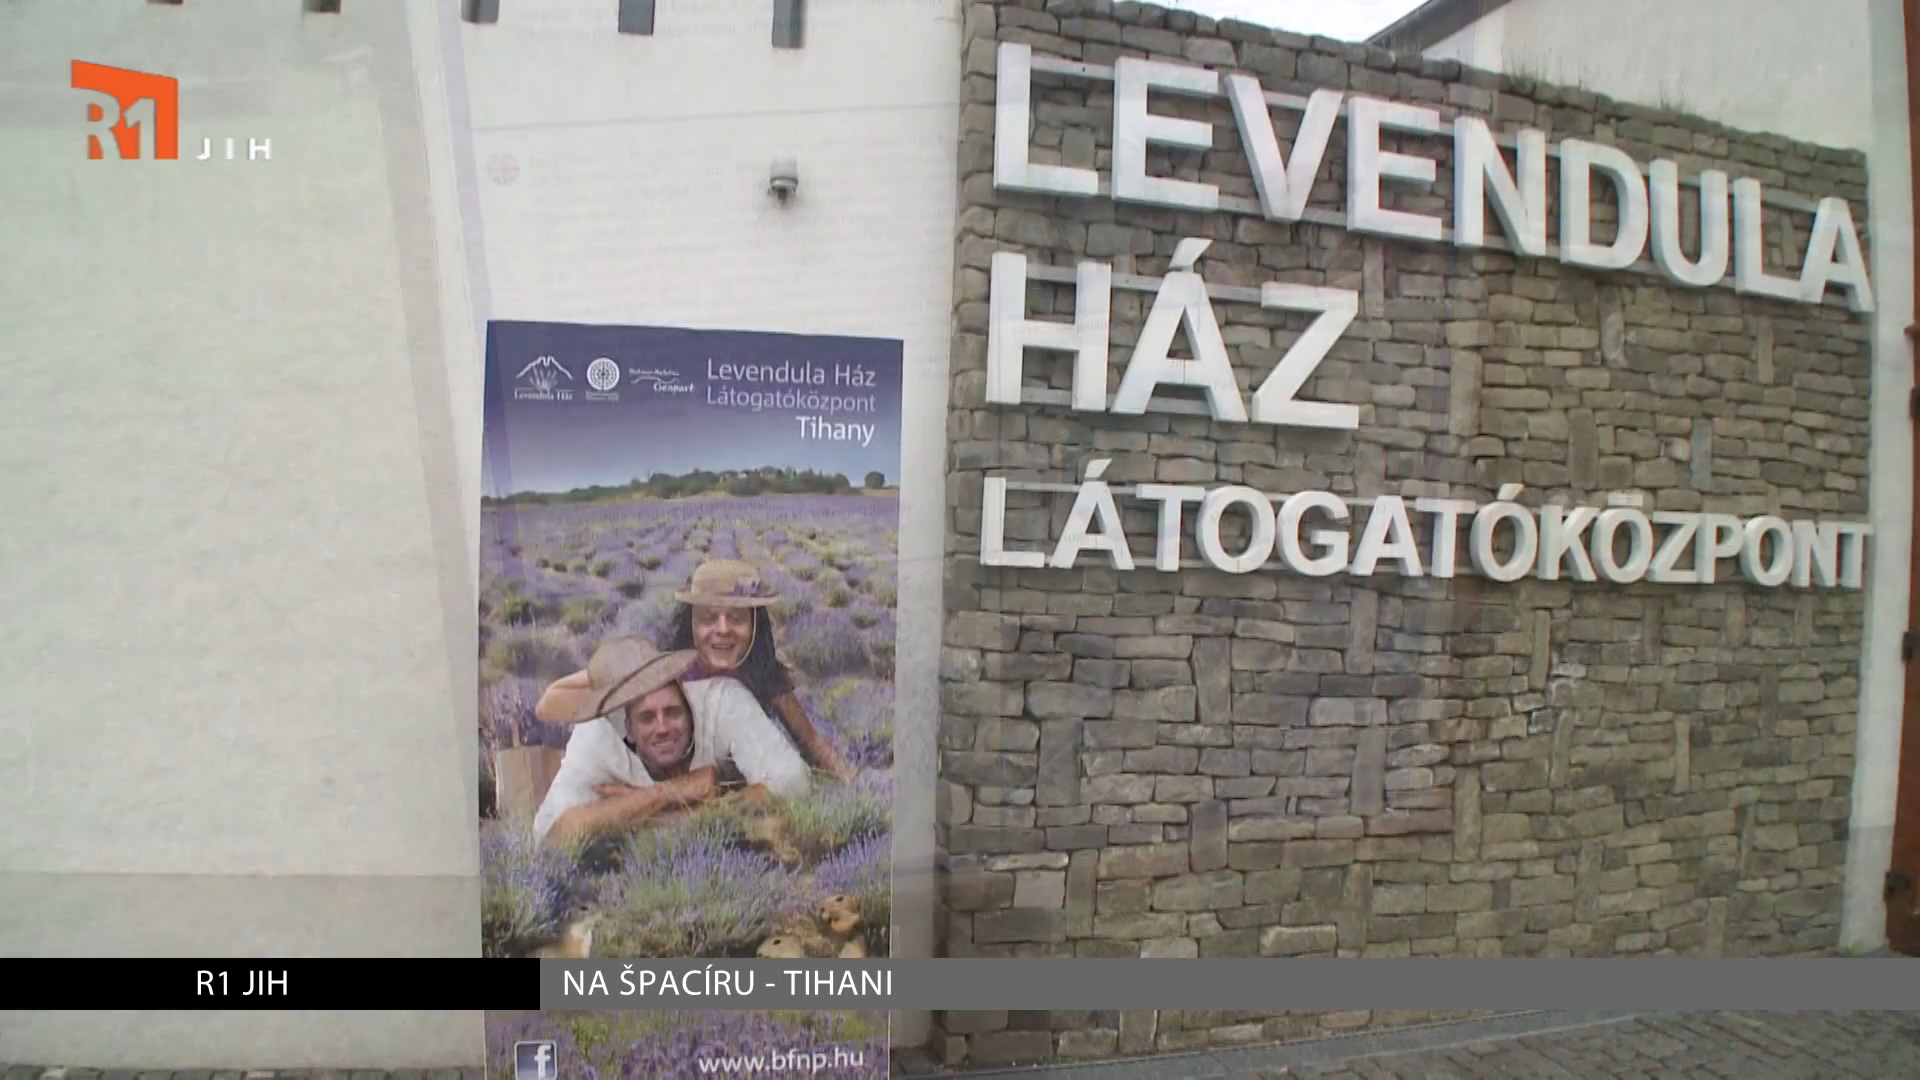 R1 JIH
LEVENDULA
HÁZ
LÁTOGATÓKÖZPONT
Levendula Ház
Levendula Ház
Látogatóközpont
Tihany
Geopark
R1 JIH
NA ŠPACÍRU - TIHANI
f
www.bfnp.hu